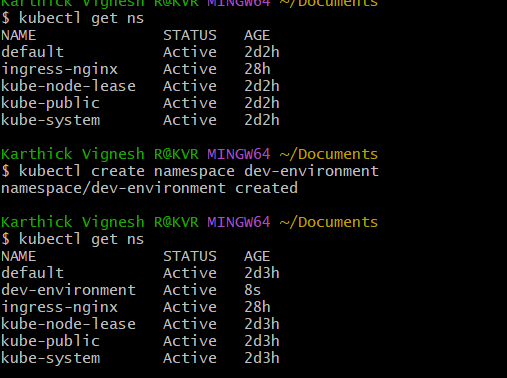 Karthick Vignesh R@KVR MINGW64 ~/Documents
$ kubectl get ns
NAME              STATUS   AGE
default           Active   2d2h
ingress-nginx     Active   28h
kube-node-lease   Active   2d2h
kube-public       Active   2d2h
kube-system       Active   2d2h
Karthick Vignesh R@KVR MINGW64 ~/Documents
$ kubectl create namespace dev-environment
namespace/dev-environment created
Karthick Vignesh R@KVR MINGW64 ~/Documents
$ kubectl get ns
NAME              STATUS   AGE
default           Active   2d3h
dev-environment   Active   8s
ingress-nginx     Active   28h
kube-node-lease   Active   2d3h
kube-public       Active   2d3h
kube-system       Active   2d3h